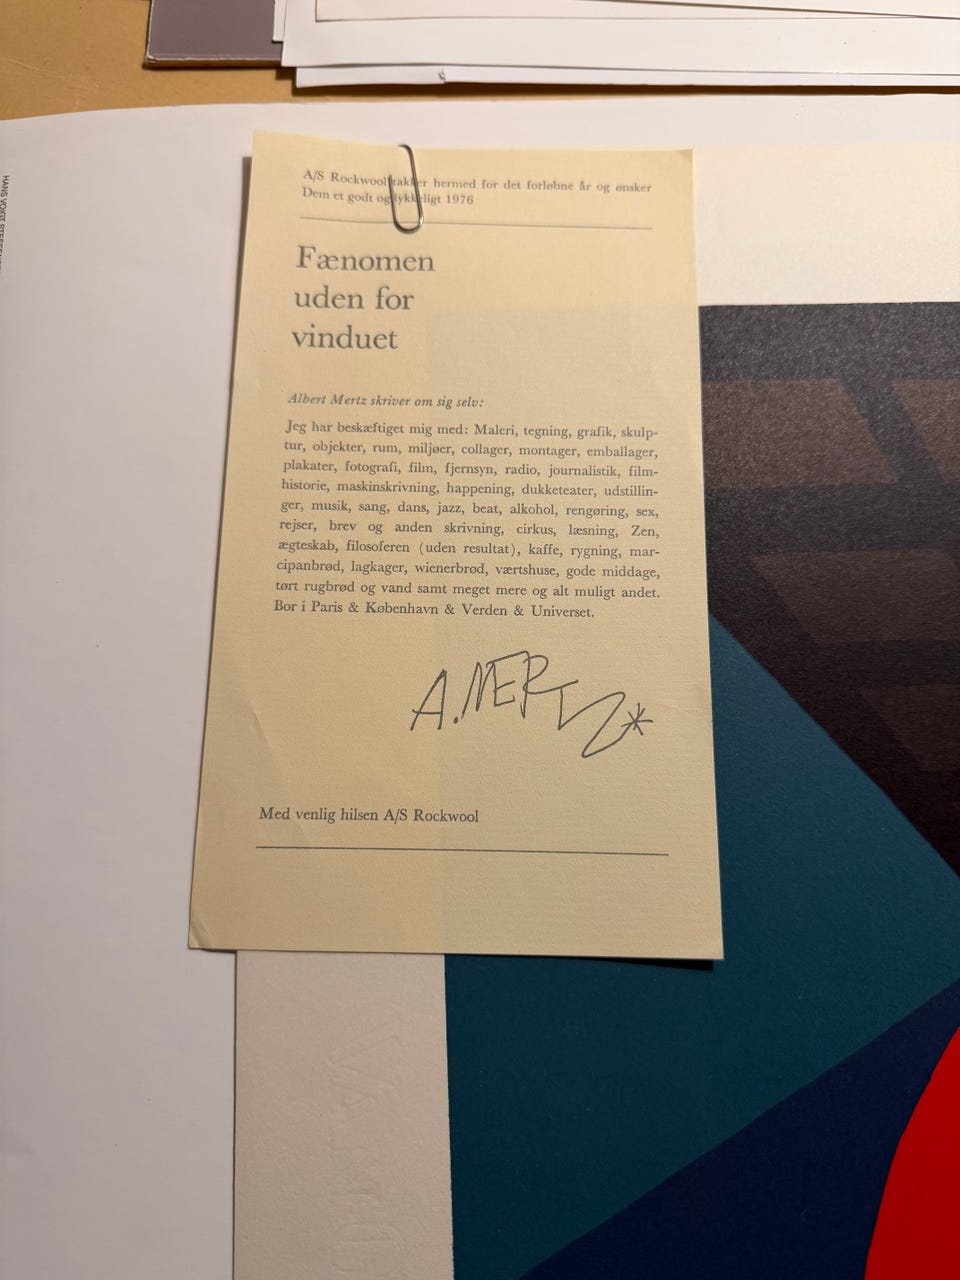 A/S Rockwool takker hermed for det forløbne år og ønsker
Dem et godt og lykkeligt 1976
Fænomen
uden for
vinduet
Albert Mertz skriver om sig selv:
Jeg har beskæftiget mig med: Maleri, tegning, grafik, skulp-
tur, objekter, rum, miljøer, collager, montager, emballager,
plakater, fotografi, film, fjernsyn, radio, journalistik, film-
historie, maskinskrivning, happening, dukketeater, udstillin-
ger, musik, sang, dans, jazz, beat, alkohol, rengøring, sex,
rejser, brev og anden skrivning, cirkus, læsning, Zen,
ægteskab, filosoferen (uden resultat), kaffe, rygning, mar-
cipanbrød, lagkager, wienerbrød, værtshuse, gode middage,
tørt rugbrød og vand samt meget mere og alt muligt andet.
Bor i Paris & København & Verden & Universet.
A. MERTZ*
Med venlig hilsen A/S Rockwool
HANS VOIGT